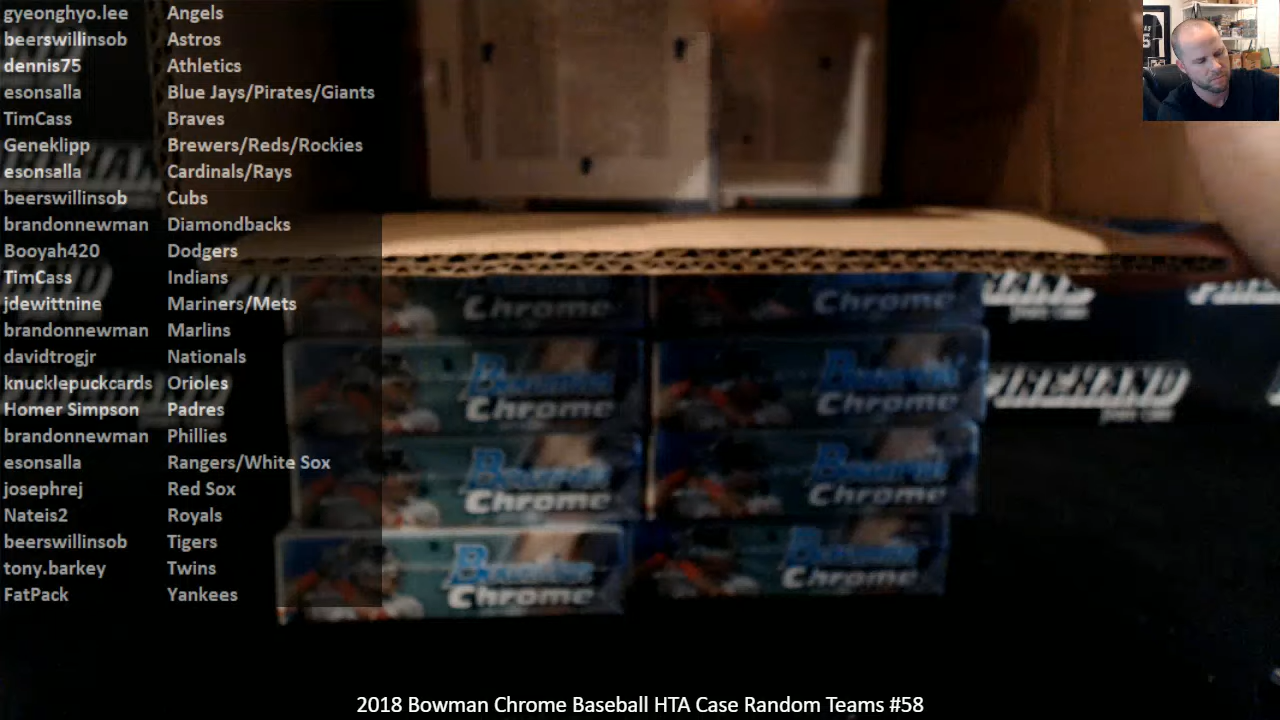 gyeonghyo.lee Angels
beerswillinsob Astros
dennis75 Athletics
esonsalla Blue Jays/Pirates/Giants
TimCass Braves
Geneklipp Brewers/Reds/Rockies
esonsalla Cardinals/Rays
beerswillinsob Cubs
brandonnewman Diamondbacks
Booyah420 Dodgers
TimCass Indians
jdewittnine Mariners/Mets
brandonnewman Marlins
davidtrogjr Nationals
knucklepuckcards Orioles
Homer Simpson Padres
brandonnewman Phillies
esonsalla Rangers/White Sox
josephrej Red Sox
Nateis2 Royals
beerswillinsob Tigers
tony.barkey Twins
FatPack Yankees
Chrome Chrome
Bowman Bowman
Chrome Chrome
Bowman Bowman
Chrome Chrome
Bowman Bowman
Chrome Chrome
FIREHAND
2018 Bowman Chrome Baseball HTA Case Random Teams #58